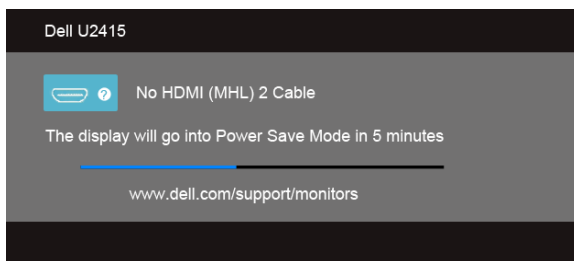 Dell U2415
No HDMI (MHL) 2 Cable
The display will go into Power Save Mode in 5 minutes
www.dell.com/support/monitors